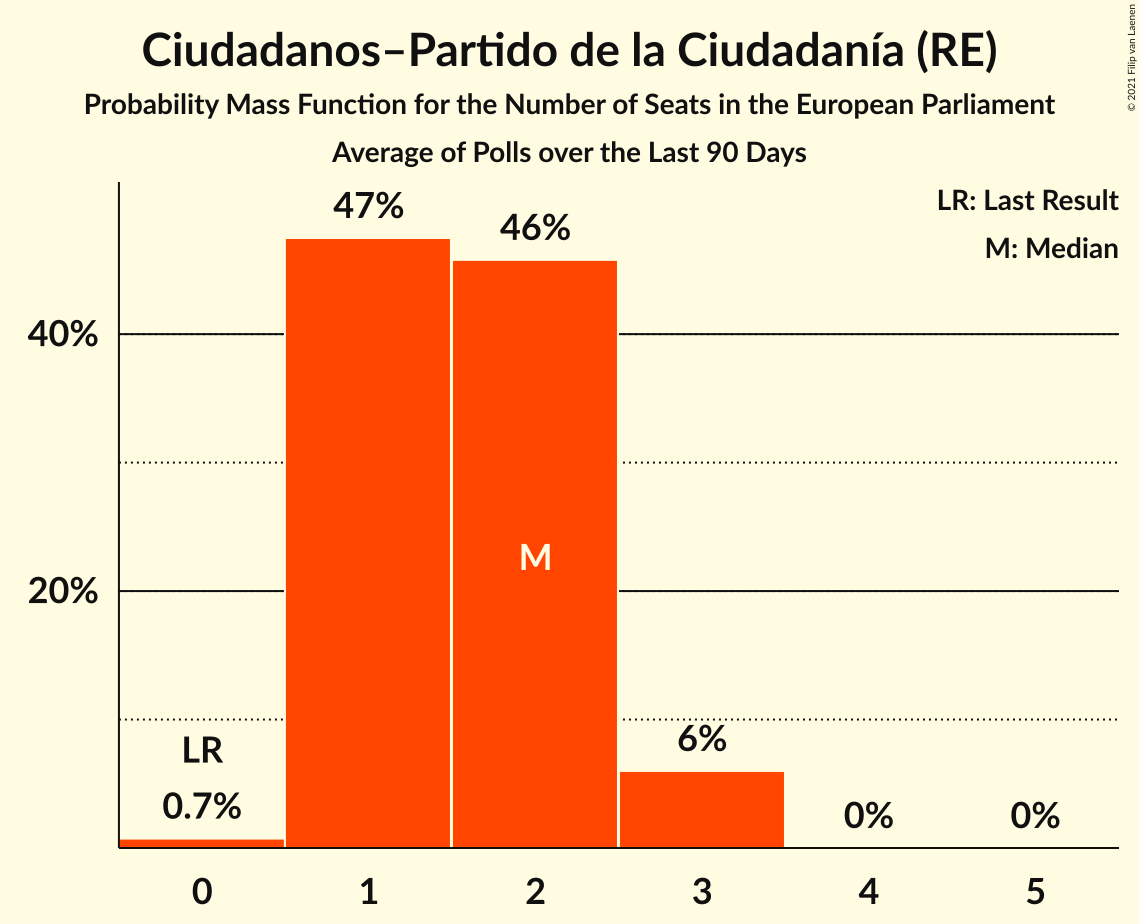 Ciudadanos–Partido de la Ciudadanía (RE)
Probability Mass Function for the Number of Seats in the European Parliament
Average of Polls over the Last 90 Days
© 2021 Filip van Laenen
LR: Last Result
M: Median
47%
46%
40%
M
20%
LR
0.7%
6%
0%
0%
0
1
2
3
4
5